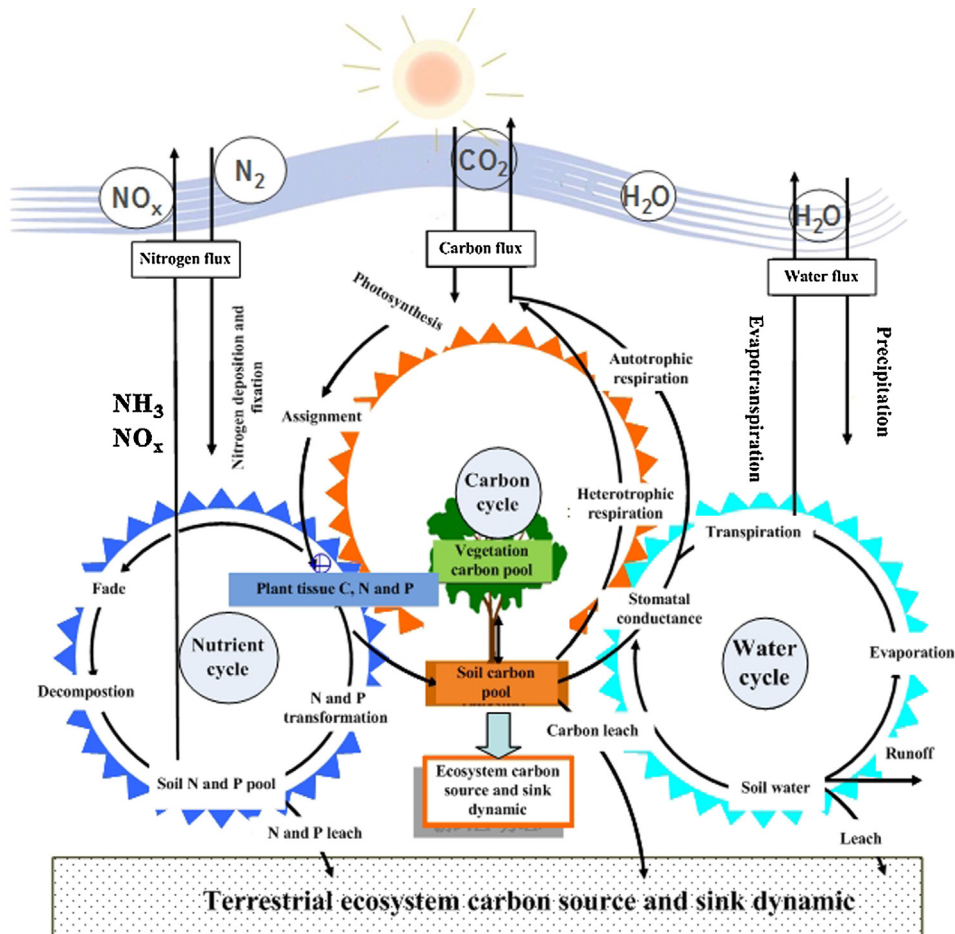 N2
CO2
NOx
H2O
H2O
Nitrogen flux
Carbon flux
Water flux
Photosynthesis
Nitrogen deposition and
fixation
Evapotranspiration
Precipitation
NH3
NOx
Assignment
Autotrophic
respiration
Carbon
cycle
Heterotrophic
respiration
Vegetation
carbon pool
Transpiration
Fade
Plant tissue C, N and P
Stomatal
conductance
Nutrient
cycle
Water
cycle
Evaporation
Decompostion
N and P
transformation
Soil carbon
pool
Carbon leach
Runoff
Soil N and P pool
Ecosystem carbon
source and sink
dynamic
Soil water
N and P leach
Leach
Terrestrial ecosystem carbon source and sink dynamic